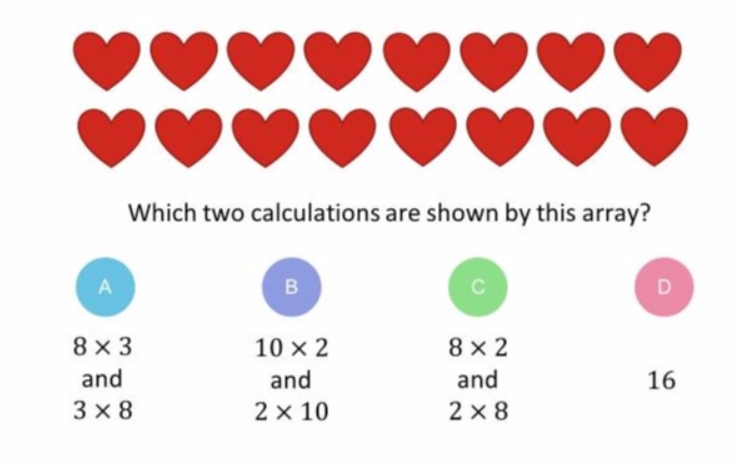 Which two calculations are shown by this array?
A B C D
8 × 3 10 × 2 8 × 2
and and and 16
3 × 8 2 × 10 2 × 8